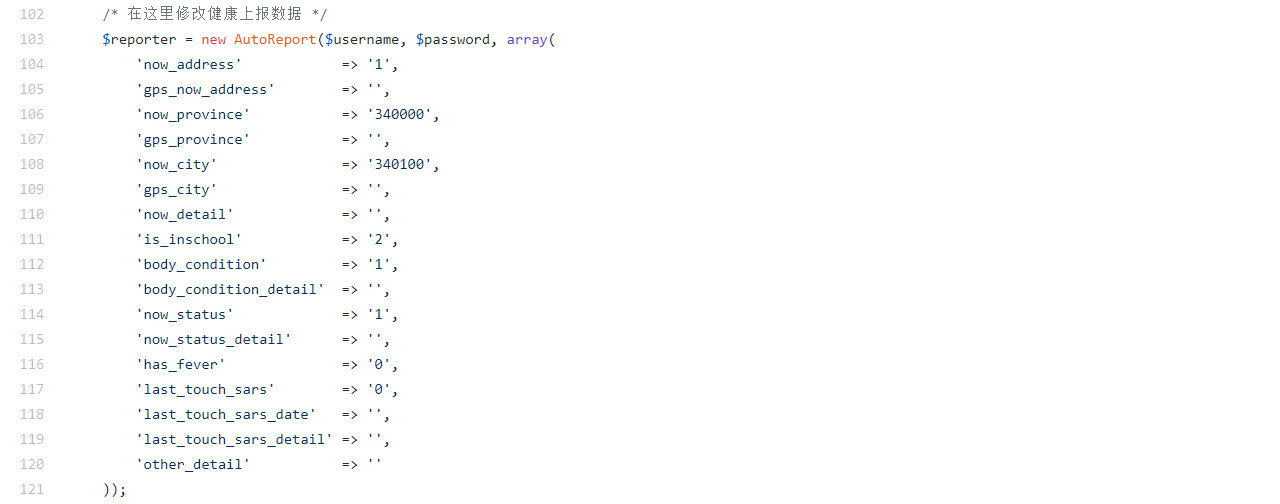 102 /* 在这里修改健康上报数据 */
103 $reporter = new AutoReport($username, $password, array(
104 'now_address' => '1',
105 'gps_now_address' => '',
106 'now_province' => '340000',
107 'gps_province' => '',
108 'now_city' => '340100',
109 'gps_city' => '',
110 'now_detail' => '',
111 'is_inschool' => '2',
112 'body_condition' => '1',
113 'body_condition_detail' => '',
114 'now_status' => '1',
115 'now_status_detail' => '',
116 'has_fever' => '0',
117 'last_touch_sars' => '0',
118 'last_touch_sars_date' => '',
119 'last_touch_sars_detail' => '',
120 'other_detail' => ''
121 ));